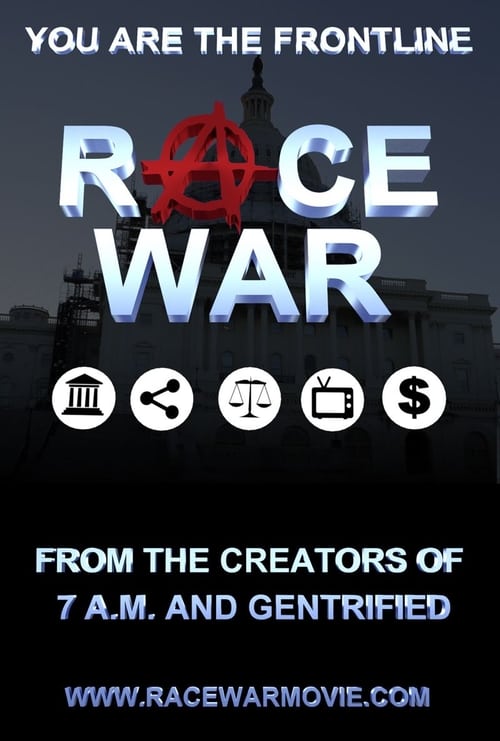 YOU ARE THE FRONTLINE
RACE
WAR
$
FROM THE CREATORS OF
7 A.M. AND GENTRIFIED
WWW.RACEWARMOVIE.COM